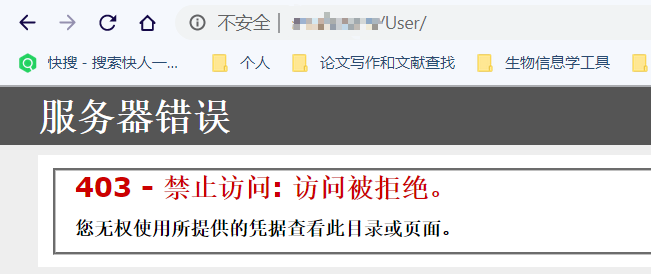 不安全 | /User/
快搜 - 搜索快人一... 个人 论文写作和文献查找 生物信息学工具
服务器错误
403 - 禁止访问: 访问被拒绝。
您无权使用所提供的凭据查看此目录或页面。